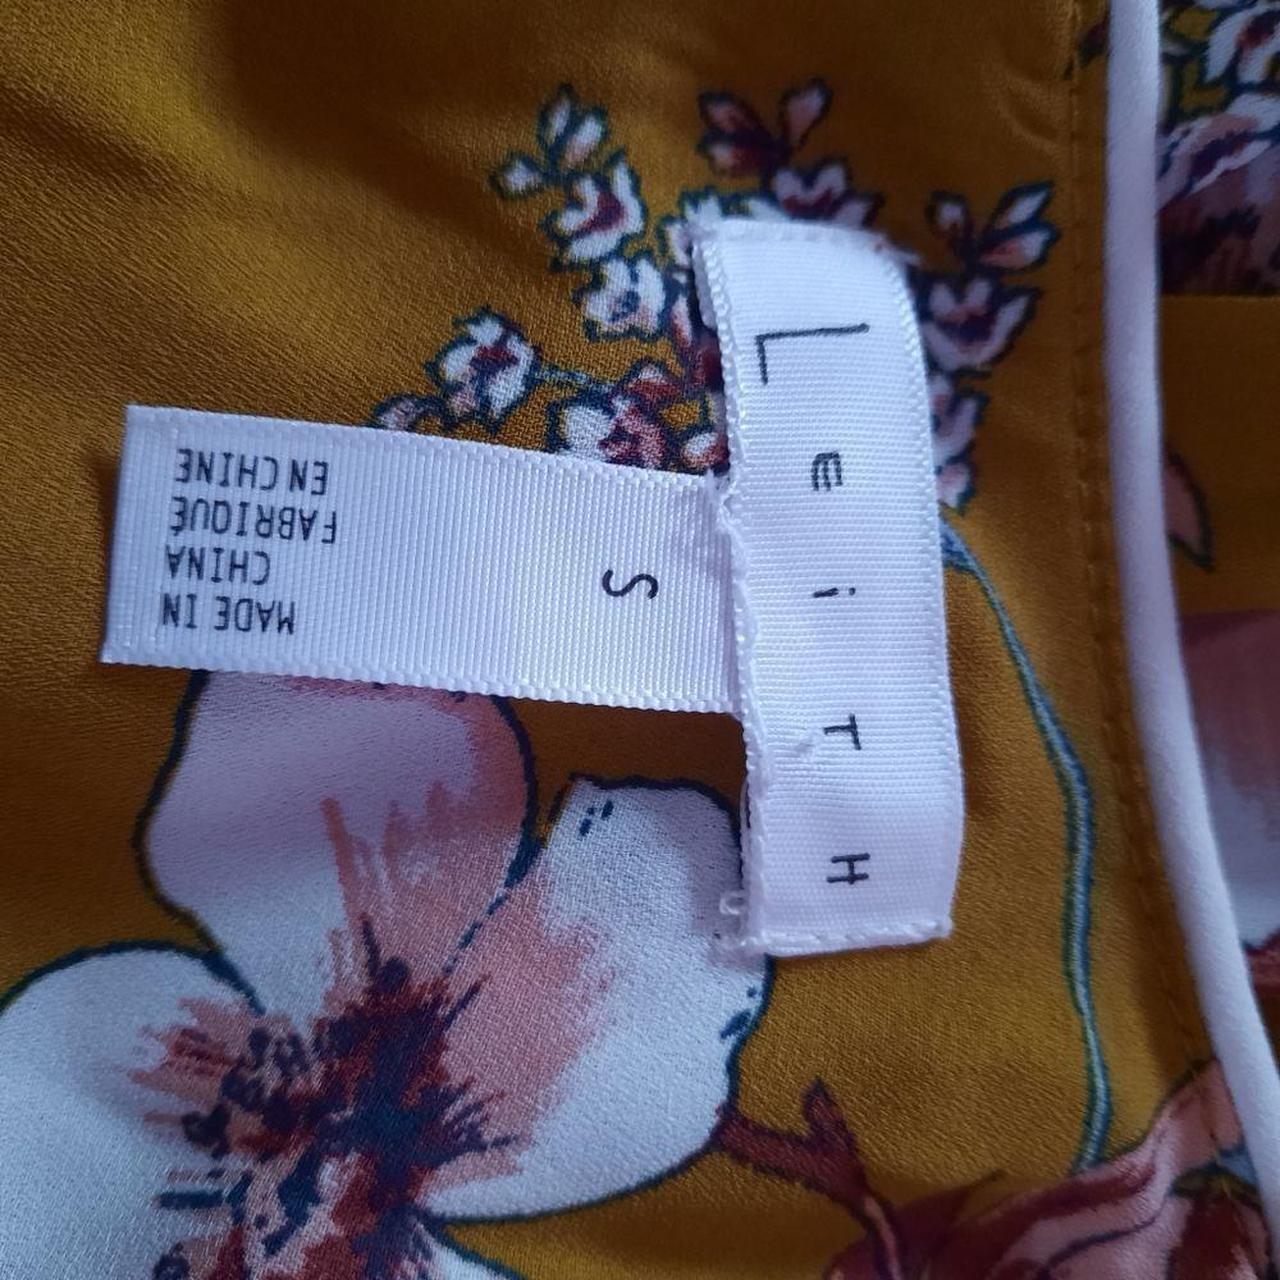 LeiTH
S
MADE IN
CHINA
FABRIQUÉ
EN CHINE